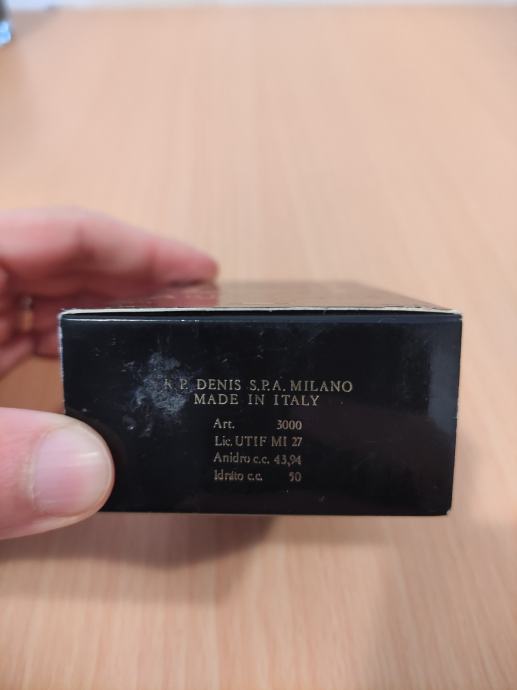 P. DENIS S.P.A. MILANO
MADE IN ITALY
Art. 3000
Lic. UTIF MI 27
Anidro c.c. 43,94
Idrato c.c. 50